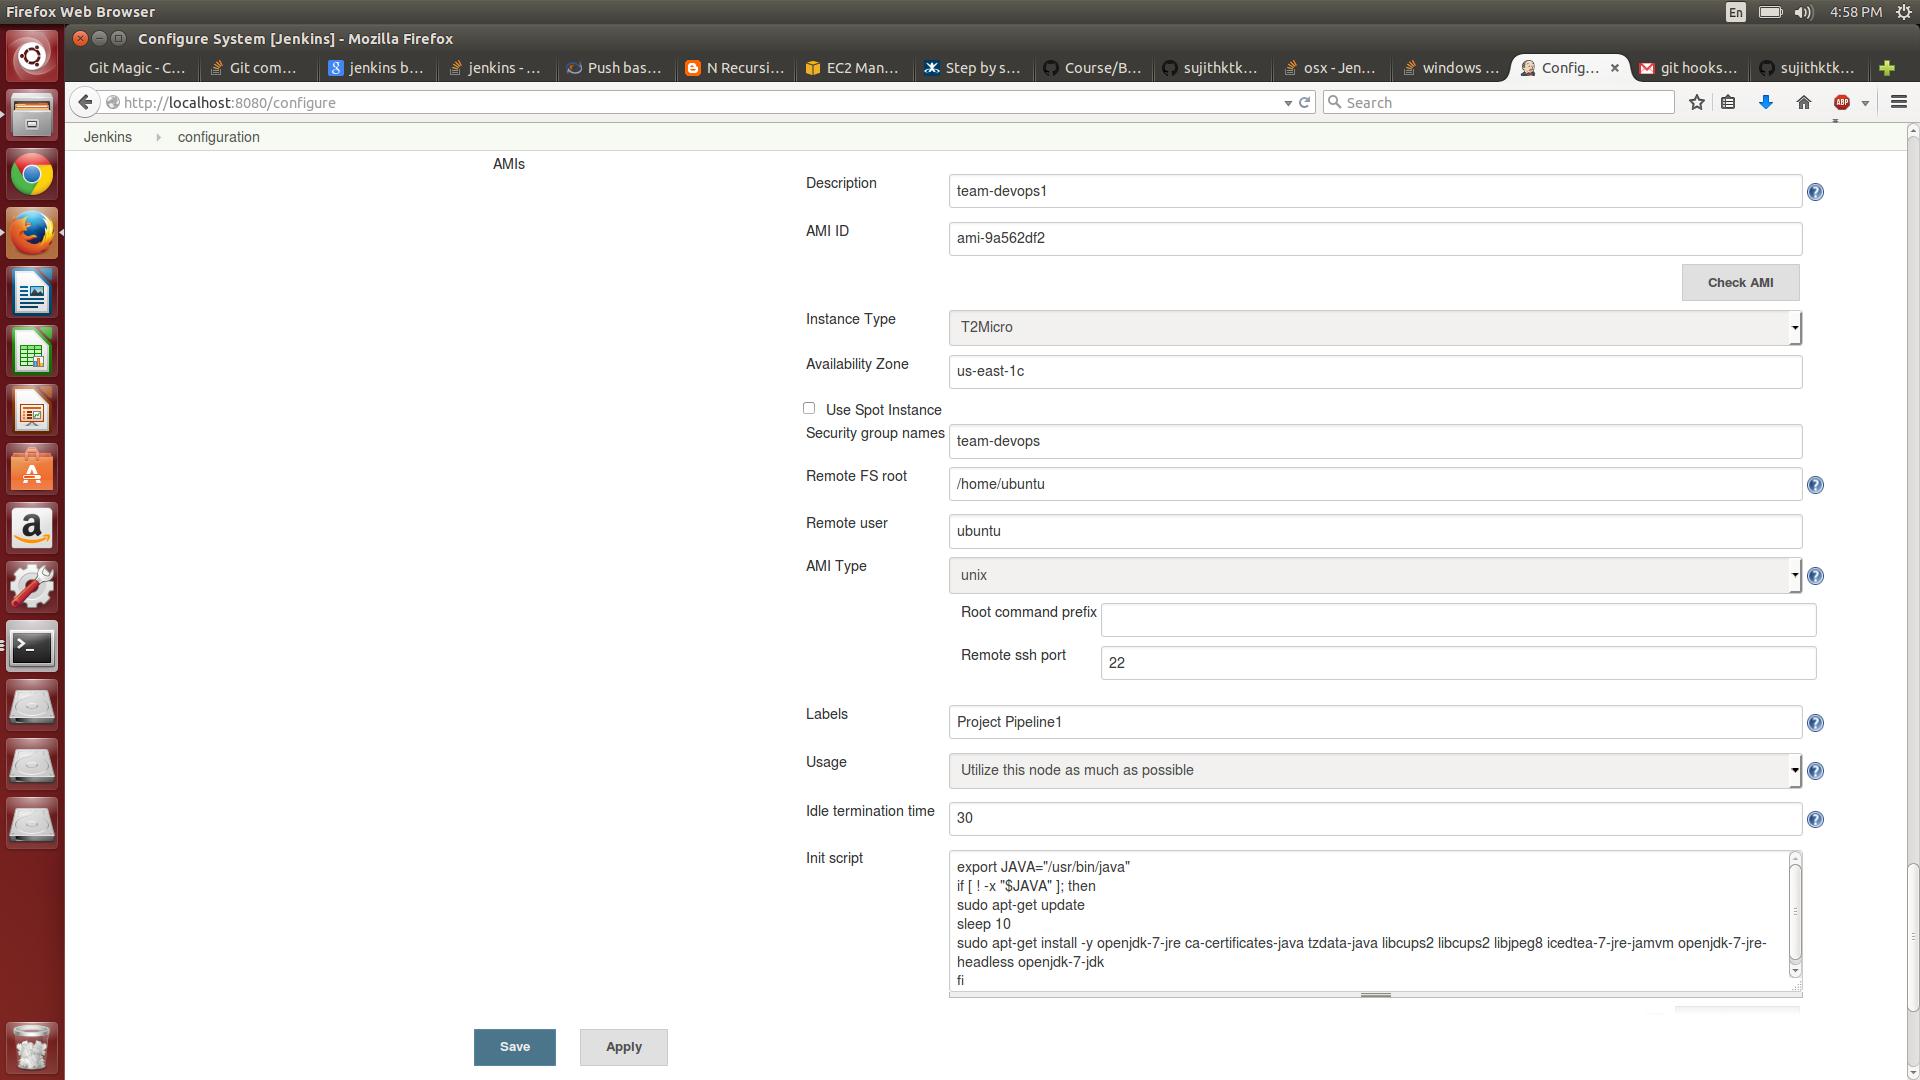 Firefox Web Browser
En
4:58 PM
Configure System [Jenkins] - Mozilla Firefox
Git Magic - C...
Git com...
jenkins b...
jenkins - ...
Push bas...
N Recursi...
EC2 Man...
Step by s...
Course/B...
sujithktk...
osx - Jen...
windows ...
Config...
git hooks...
sujithktk...
http://localhost:8080/configure
Search
ABP
Jenkins
configuration
AMIs
Description
team-devops1
AMI ID
ami-9a562df2
Check AMI
Instance Type
T2Micro
Availability Zone
us-east-1c
Use Spot Instance
Security group names
team-devops
Remote FS root
/home/ubuntu
Remote user
ubuntu
AMI Type
unix
Root command prefix
Remote ssh port
22
Labels
Project Pipeline1
Usage
Utilize this node as much as possible
Idle termination time
30
Init script
export JAVA="/usr/bin/java"
if [ ! -x "$JAVA" ]; then
sudo apt-get update
sleep 10
sudo apt-get install -y openjdk-7-jre ca-certificates-java tzdata-java libcups2 libcups2 libjpeg8 icedtea-7-jre-jamvm openjdk-7-jre-
headless openjdk-7-jdk
fi
Save
Apply